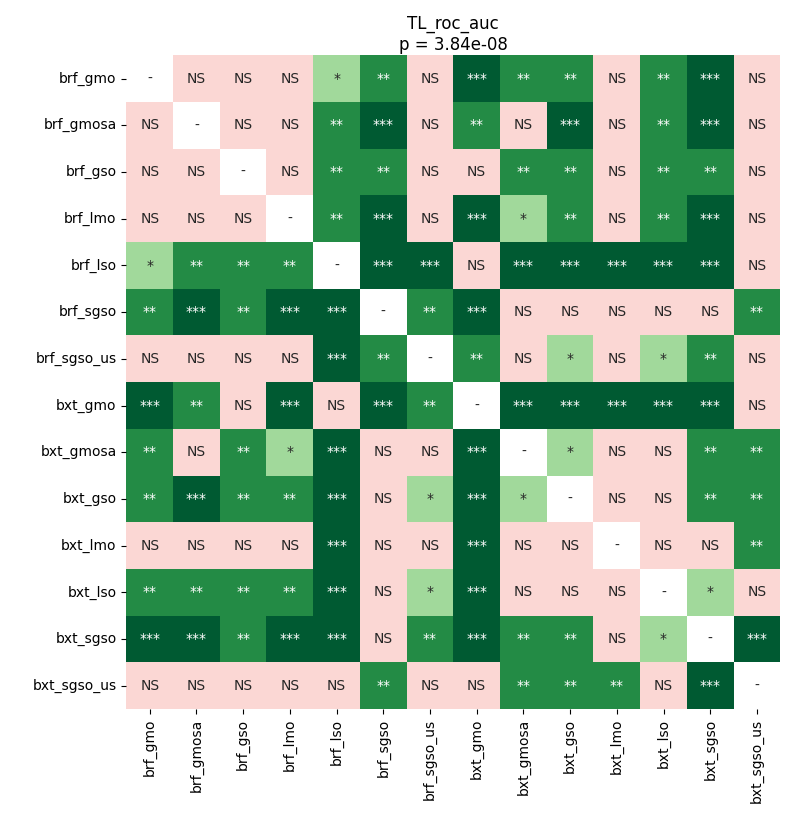 TL_roc_auc
p = 3.84e-08
brf_gmo - NS NS NS * ** NS *** ** ** NS ** *** NS
brf_gmosa NS - NS NS ** *** NS ** NS *** NS ** *** NS
brf_gso NS NS - NS ** ** NS NS ** ** NS ** ** NS
brf_lmo NS NS NS - ** *** NS *** * ** NS ** *** NS
brf_lso * ** ** ** - *** *** NS *** *** *** *** *** NS
brf_sgso ** *** ** *** *** - ** *** NS NS NS NS NS **
brf_sgso_us NS NS NS NS *** ** - ** NS * NS * ** NS
bxt_gmo *** ** NS *** NS *** ** - *** *** *** *** *** NS
bxt_gmosa ** NS ** * *** NS NS *** - * NS NS ** **
bxt_gso ** *** ** ** *** NS * *** * - NS NS ** **
bxt_lmo NS NS NS NS *** NS NS *** NS NS - NS NS **
bxt_lso ** ** ** ** *** NS * *** NS NS NS - * NS
bxt_sgso *** *** ** *** *** NS ** *** ** ** NS * - ***
bxt_sgso_us NS NS NS NS NS ** NS NS ** ** ** NS *** -
brf_gmo brf_gmosa brf_gso brf_lmo brf_lso brf_sgso brf_sgso_us bxt_gmo bxt_gmosa bxt_gso bxt_lmo bxt_lso bxt_sgso bxt_sgso_us